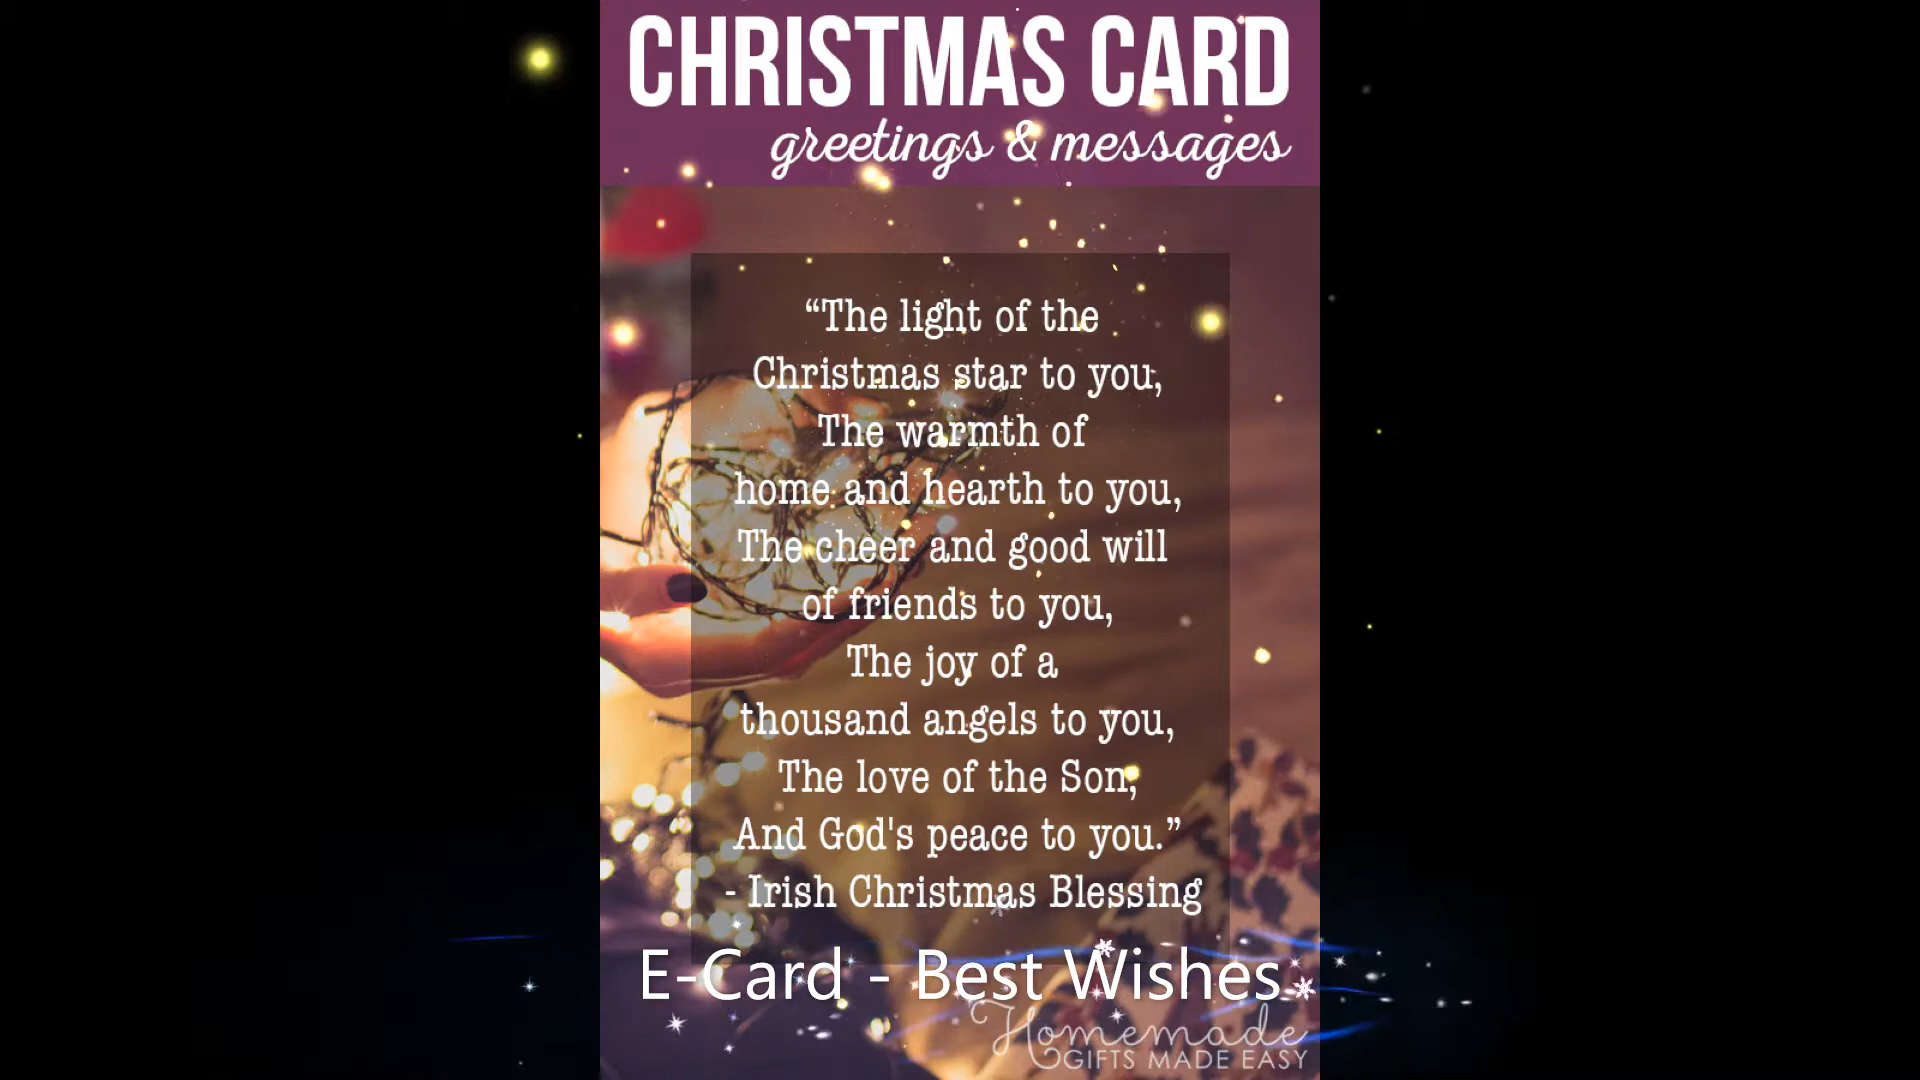 CHRISTMAS CARD
greetings & messages
“The light of the
Christmas star to you,
The warmth of
home and hearth to you,
The cheer and good will
of friends to you,
The joy of a
thousand angels to you,
The love of the Son,
And God's peace to you.”
- Irish Christmas Blessing
E-Card - Best Wishes
Homemade
GIFTS MADE EASY